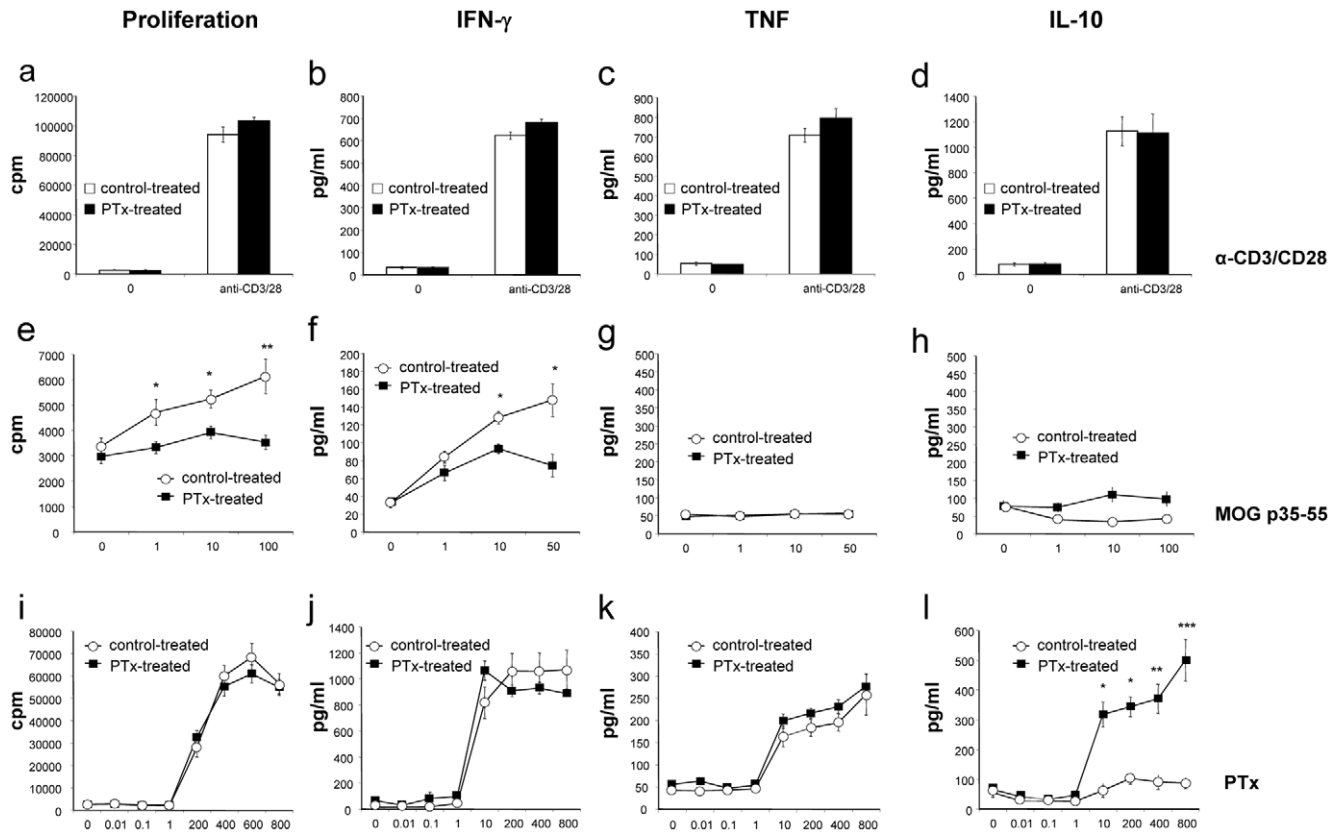 Proliferation IFN-γ TNF IL-10
a b c d
120000 100000 80000 60000 40000 20000 0
cpm
control-treated
PTx-treated
0 anti-CD3/28
800 700 600 500 400 300 200 100 0
pg/ml
control-treated
PTx-treated
0 anti-CD3/28
900 800 700 600 500 400 300 200 100 0
pg/ml
control-treated
PTx-treated
0 anti-CD3/28
1400 1200 1000 800 600 400 200 0
pg/ml
control-treated
PTx-treated
0 anti-CD3/28
α-CD3/CD28
e f g h
7000 6000 5000 4000 3000 2000 1000 0
cpm
* * **
control-treated
PTx-treated
0 1 10 100
200 180 160 140 120 100 80 60 40 20 0
pg/ml
control-treated
PTx-treated
* *
0 1 10 50
500 450 400 350 300 250 200 150 100 50 0
pg/ml
control-treated
PTx-treated
0 1 10 50
500 450 400 350 300 250 200 150 100 50 0
pg/ml
control-treated
PTx-treated
0 1 10 100
MOG p35-55
i j k l
80000 70000 60000 50000 40000 30000 20000 10000 0
cpm
control-treated
PTx-treated
0 0.01 0.1 1 200 400 600 800
1400 1200 1000 800 600 400 200 0
pg/ml
control-treated
PTx-treated
0 0.01 0.1 1 10 200 400 800
400 350 300 250 200 150 100 50 0
pg/ml
control-treated
PTx-treated
0 0.01 0.1 1 10 200 400 800
600 500 400 300 200 100 0
pg/ml
control-treated
PTx-treated
* * ** ***
0 0.01 0.1 1 10 200 400 800
PTx